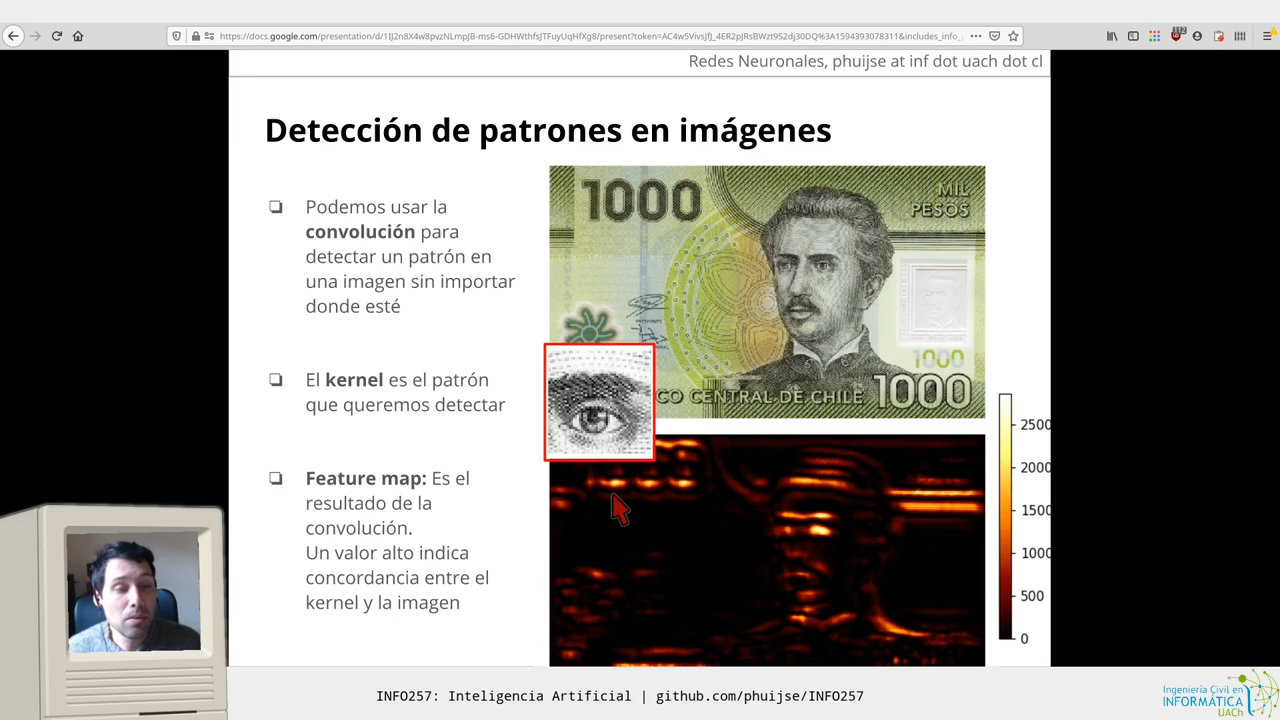 https://docs.google.com/presentation/d/1IJ2n8X4w8pvzNLmpJB-ms6-GDHWthfsJTFuyUqHfXg8/present?token=AC4w5VivsJfJ_4ER2pJRsBWzt9S2dj30DQ%3A1594393078311&includes_info_
112
Redes Neuronales, phuijse at inf dot uach dot cl
Detección de patrones en imágenes
❏ Podemos usar la
convolución para
detectar un patrón en
una imagen sin importar
donde esté
❏ El kernel es el patrón
que queremos detectar
❏ Feature map: Es el
resultado de la
convolución.
Un valor alto indica
concordancia entre el
kernel y la imagen
1000
MIL
PESOS
1000
CO CENTRAL DE CHILE
1000
2500
2000
1500
1000
500
0
INFO257: Inteligencia Artificial | github.com/phuijse/INFO257
Ingeniería Civil en
INFORMÁTICA
UACh